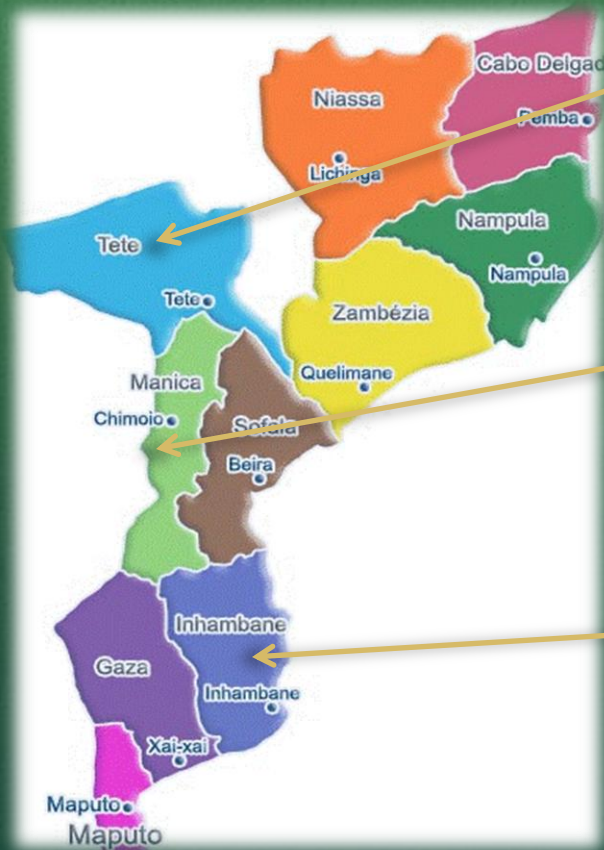 Cabo Delgad
Niassa
Pemba
Lichinga
Nampula
Tete
Nampula
Tete
Zambézia
Quelimane
Manica
Chimoio
Sofala
Beira
Inhambane
Gaza
Inhambane
Xai-xai
Maputo
Maputo